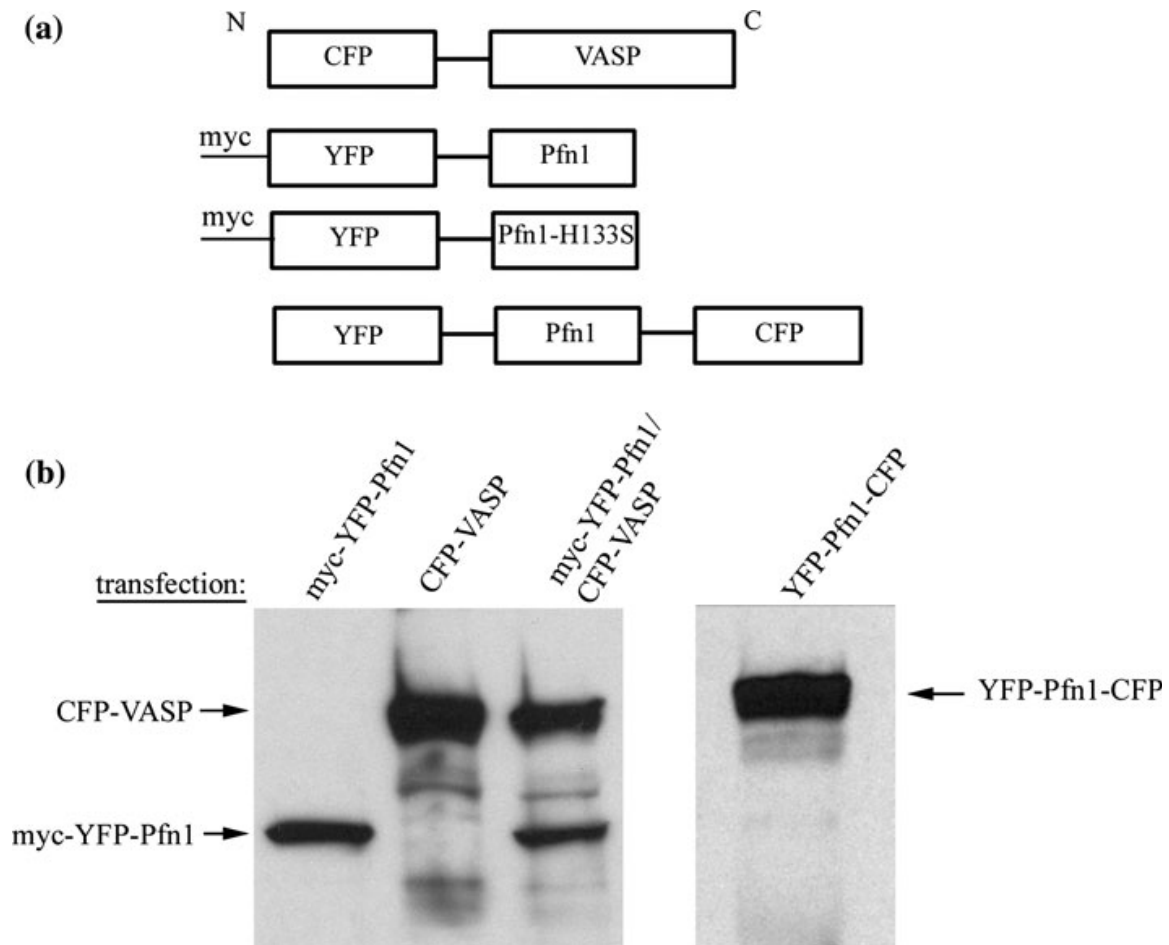 (a)
N
C
CFP
VASP
myc
YFP
Pfn1
myc
YFP
Pfn1-H133S
YFP
Pfn1
CFP
(b)
transfection:
myc-YFP-Pfn1
CFP-VASP
myc-YFP-Pfn1/
CFP-VASP
YFP-Pfn1-CFP
CFP-VASP
YFP-Pfn1-CFP
myc-YFP-Pfn1